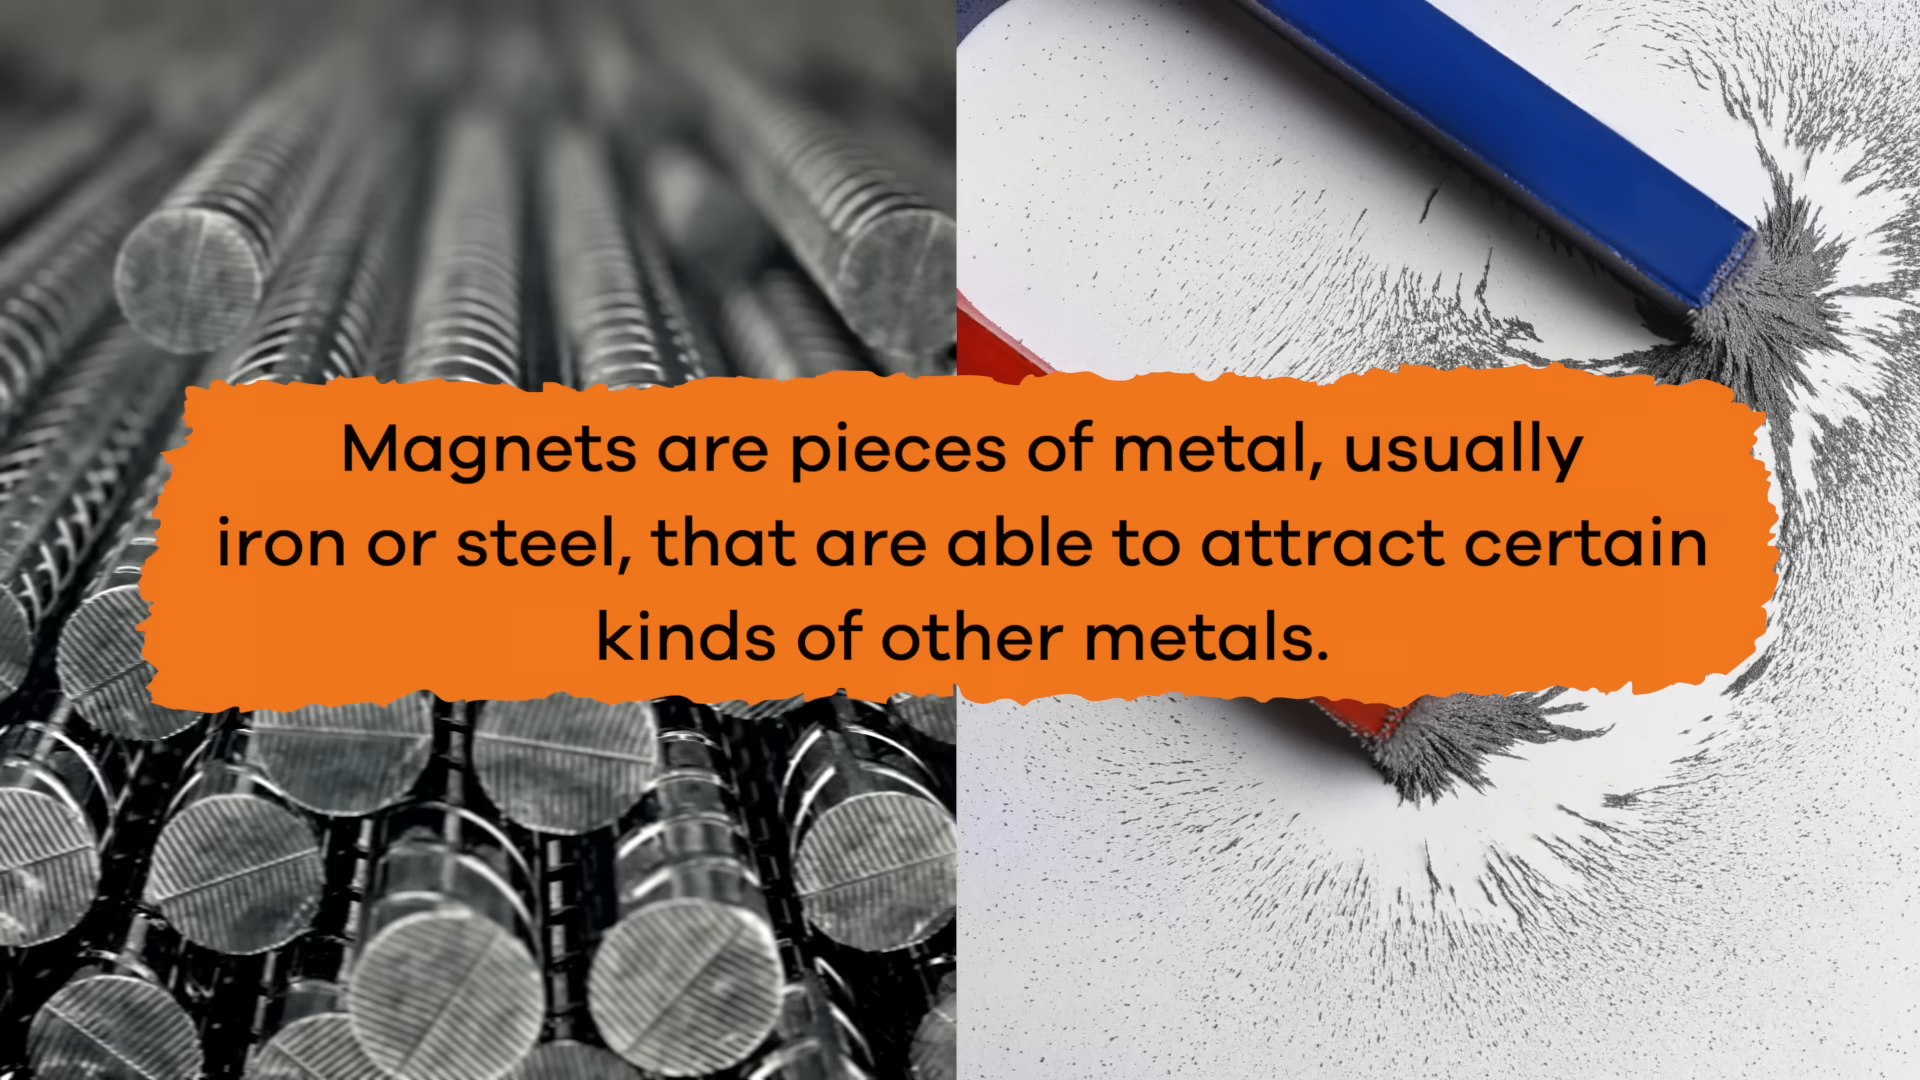 Magnets are pieces of metal, usually
iron or steel, that are able to attract certain
kinds of other metals.